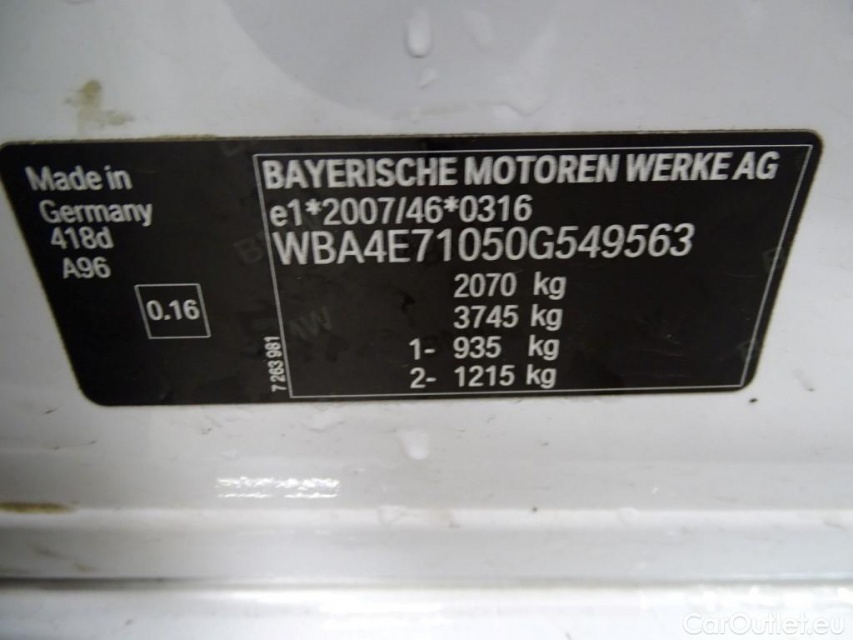 Made in
Germany
418d
A96
0.16
7 263 981
BAYERISCHE MOTOREN WERKE AG
e1*2007/46*0316
WBA4E71050G549563
2070 kg
3745 kg
1- 935 kg
2- 1215 kg
CarOutlet.eu